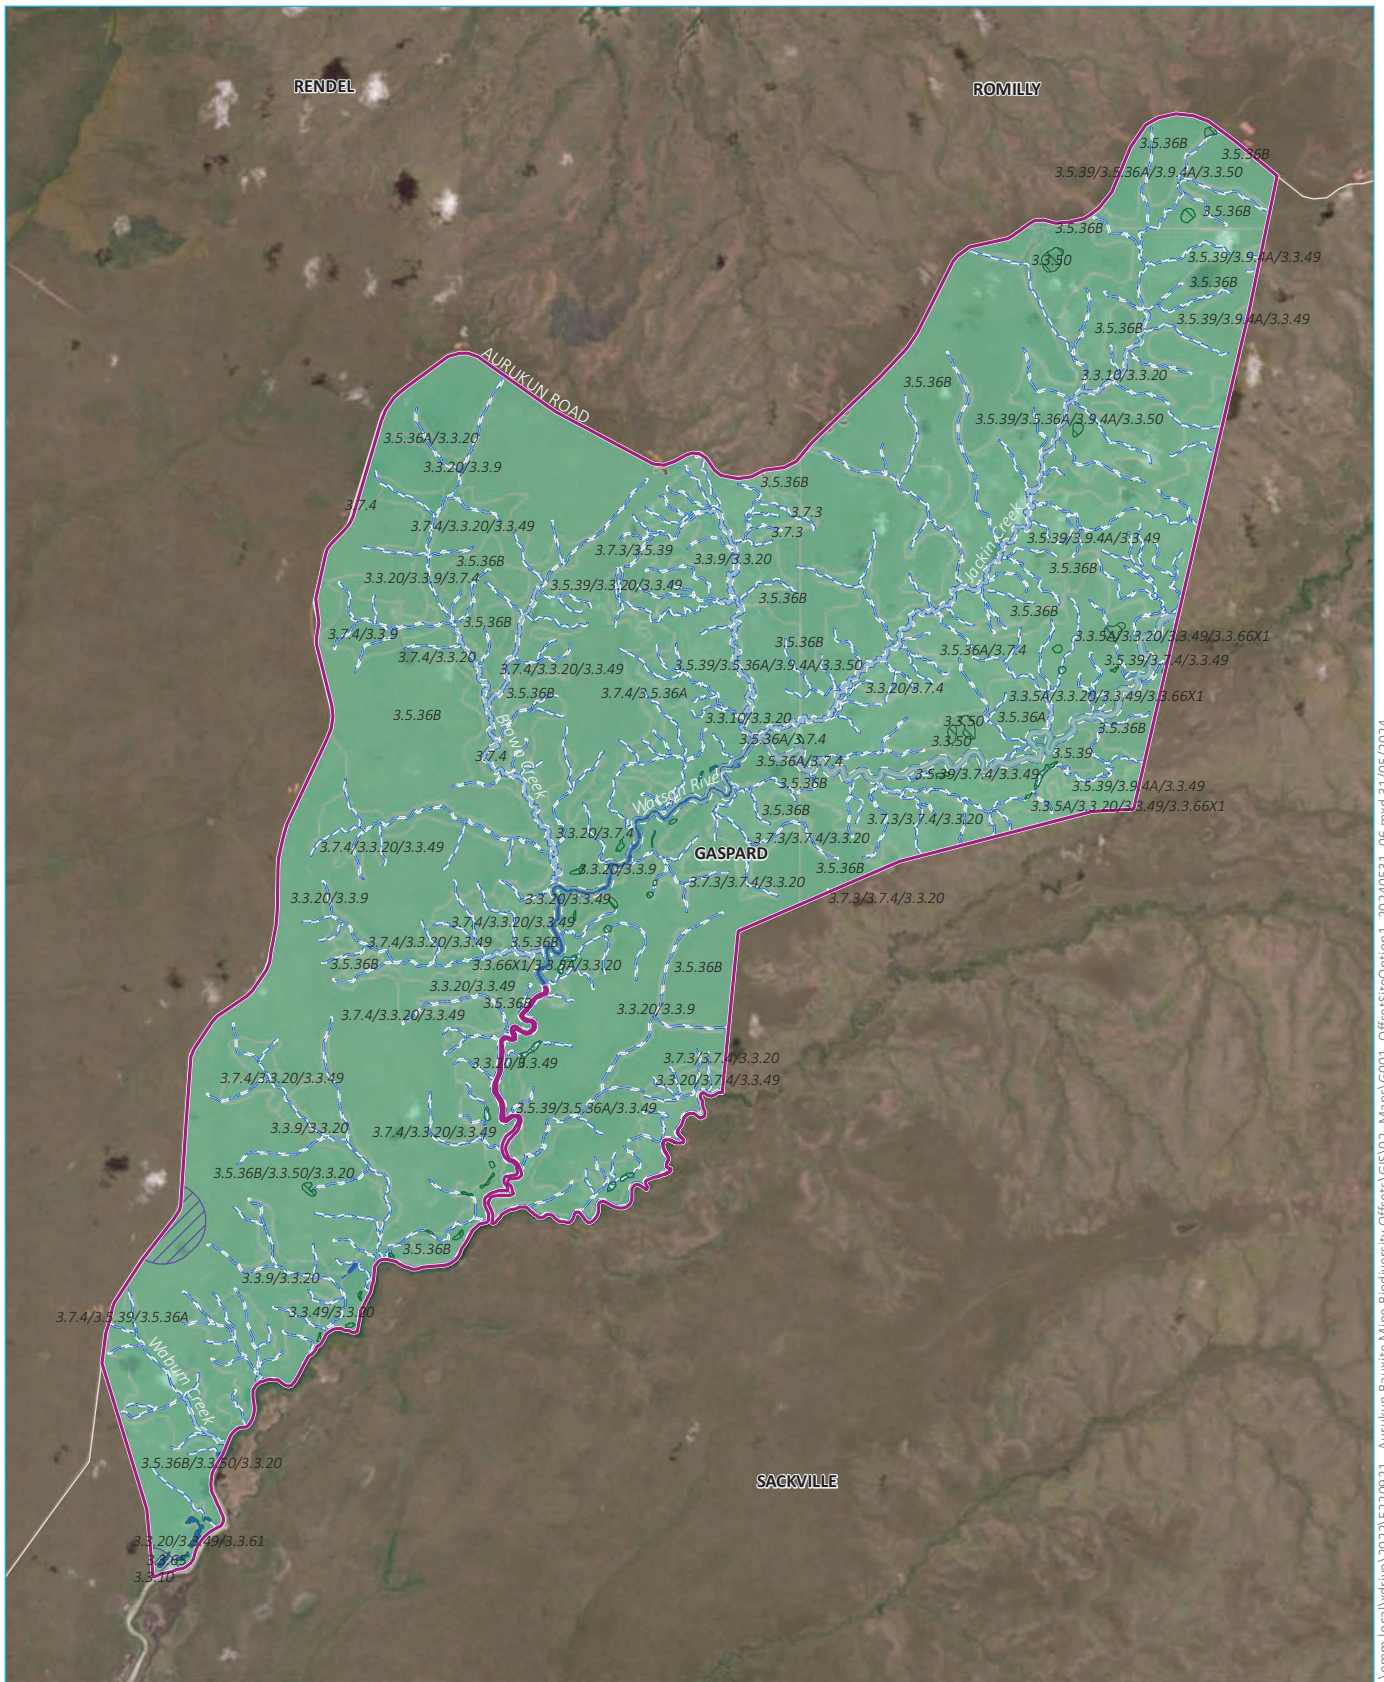 RENDEL
ROMILLY
3.5.36B
3.5.36B
3.5.39/3.5.36A/3.9.4A/3.3.50
3.5.36B
3.5.36B
3.3.50
3.5.39/3.9.4A/3.3.49
3.5.36B
3.5.39/3.9.4A/3.3.49
3.5.36B
AURUKUN ROAD
3.3.10/3.3.20
3.5.36B
3.5.39/3.5.36A/3.9.4A/3.3.50
3.5.36A/3.3.20
3.3.20/3.3.9
3.5.36B
3.7.4
3.7.3
3.7.4/3.3.20/3.3.49
3.7.3
Jackin Creek
3.5.39/3.9.4A/3.3.49
3.7.3/3.5.39
3.3.9/3.3.20
3.5.36B
3.5.36B
3.3.20/3.3.9/3.7.4
3.5.39/3.3.20/3.3.49
3.5.36B
3.5.36B
3.5.36B
3.7.4/3.3.9
3.5.36B
3.3.5A/3.3.20/3.3.49/3.3.66X1
3.5.36A/3.7.4
3.7.4/3.3.20
3.5.39/3.7.4/3.3.49
3.7.4/3.3.20/3.3.49
3.5.39/3.5.36A/3.9.4A/3.3.50
3.3.20/3.7.4
3.5.36B
3.7.4/3.5.36A
3.3.5A/3.3.20/3.3.49/3.3.66X1
3.5.36B
3.3.10/3.3.20
3.3.50
3.5.36A
3.5.36B
Brown Creek
3.5.36A/3.7.4
3.3.50
3.7.4
3.5.36A/3.7.4
3.5.39
3.5.39/3.7.4/3.3.49
3.5.36B
3.5.39/3.9.4A/3.3.49
Watson River
3.3.5A/3.3.20/3.3.49/3.3.66X1
3.5.36B
3.7.3/3.7.4/3.3.20
3.3.20/3.7.4
3.7.3/3.7.4/3.3.20
3.7.4/3.3.20/3.3.49
GASPARD
3.3.20/3.3.9
3.5.36B
3.7.3/3.7.4/3.3.20
3.3.20/3.3.9
3.3.20/3.3.49
3.7.3/3.7.4/3.3.20
3.7.4/3.3.20/3.3.49
3.7.4/3.3.20/3.3.49
3.5.36B
3.5.36B
3.3.66X1/3.3.5A/3.3.20
3.5.36B
3.3.20/3.3.49
3.5.36B
3.3.20/3.3.9
3.7.4/3.3.20/3.3.49
3.3.20/3.3.49
3.7.3/3.7.4/3.3.20
3.7.4/3.3.20/3.3.49
3.3.20/3.7.4/3.3.49
3.5.39/3.5.36A/3.3.49
3.3.9/3.3.20
3.7.4/3.3.20/3.3.49
3.5.36B/3.3.50/3.3.20
3.5.36B
3.3.9/3.3.20
3.7.4/3.5.39/3.5.36A
3.3.49/3.3.20
Wabum Creek
3.5.36B/3.3.50/3.3.20
SACKVILLE
3.3.20/3.3.49/3.3.61
3.3.65
3.3.10